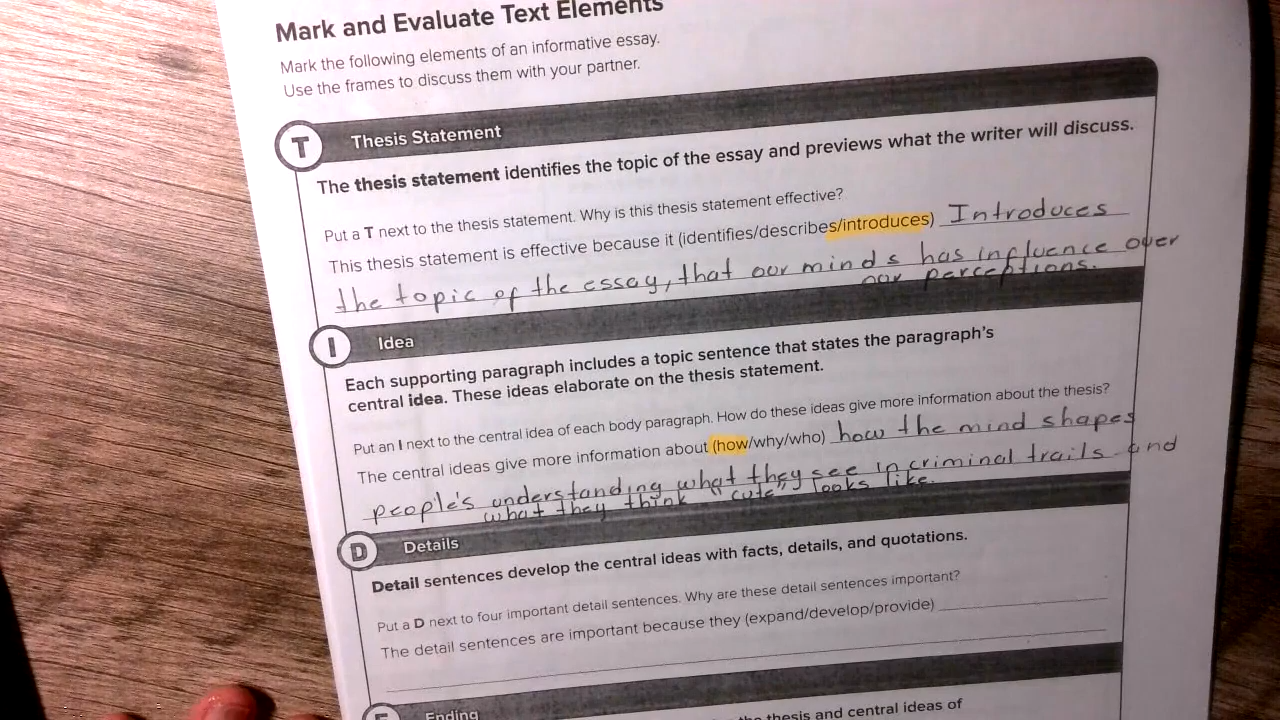 Mark and Evaluate Text Elements
Mark the following elements of an informative essay.
Use the frames to discuss them with your partner.
T Thesis Statement
The thesis statement identifies the topic of the essay and previews what the writer will discuss.
Put a T next to the thesis statement. Why is this thesis statement effective?
This thesis statement is effective because it (identifies/describes/introduces) Introduces
the topic of the essay, that our minds has influence over
our perceptions.
I Idea
Each supporting paragraph includes a topic sentence that states the paragraph's
central idea. These ideas elaborate on the thesis statement.
Put an I next to the central idea of each body paragraph. How do these ideas give more information about the thesis?
The central ideas give more information about (how/why/who) how the mind shapes
people's understanding what they see in criminal trails and
what they think "cute" looks like.
D Details
Detail sentences develop the central ideas with facts, details, and quotations.
Put a D next to four important detail sentences. Why are these detail sentences important?
The detail sentences are important because they (expand/develop/provide)
E Ending
the thesis and central ideas of